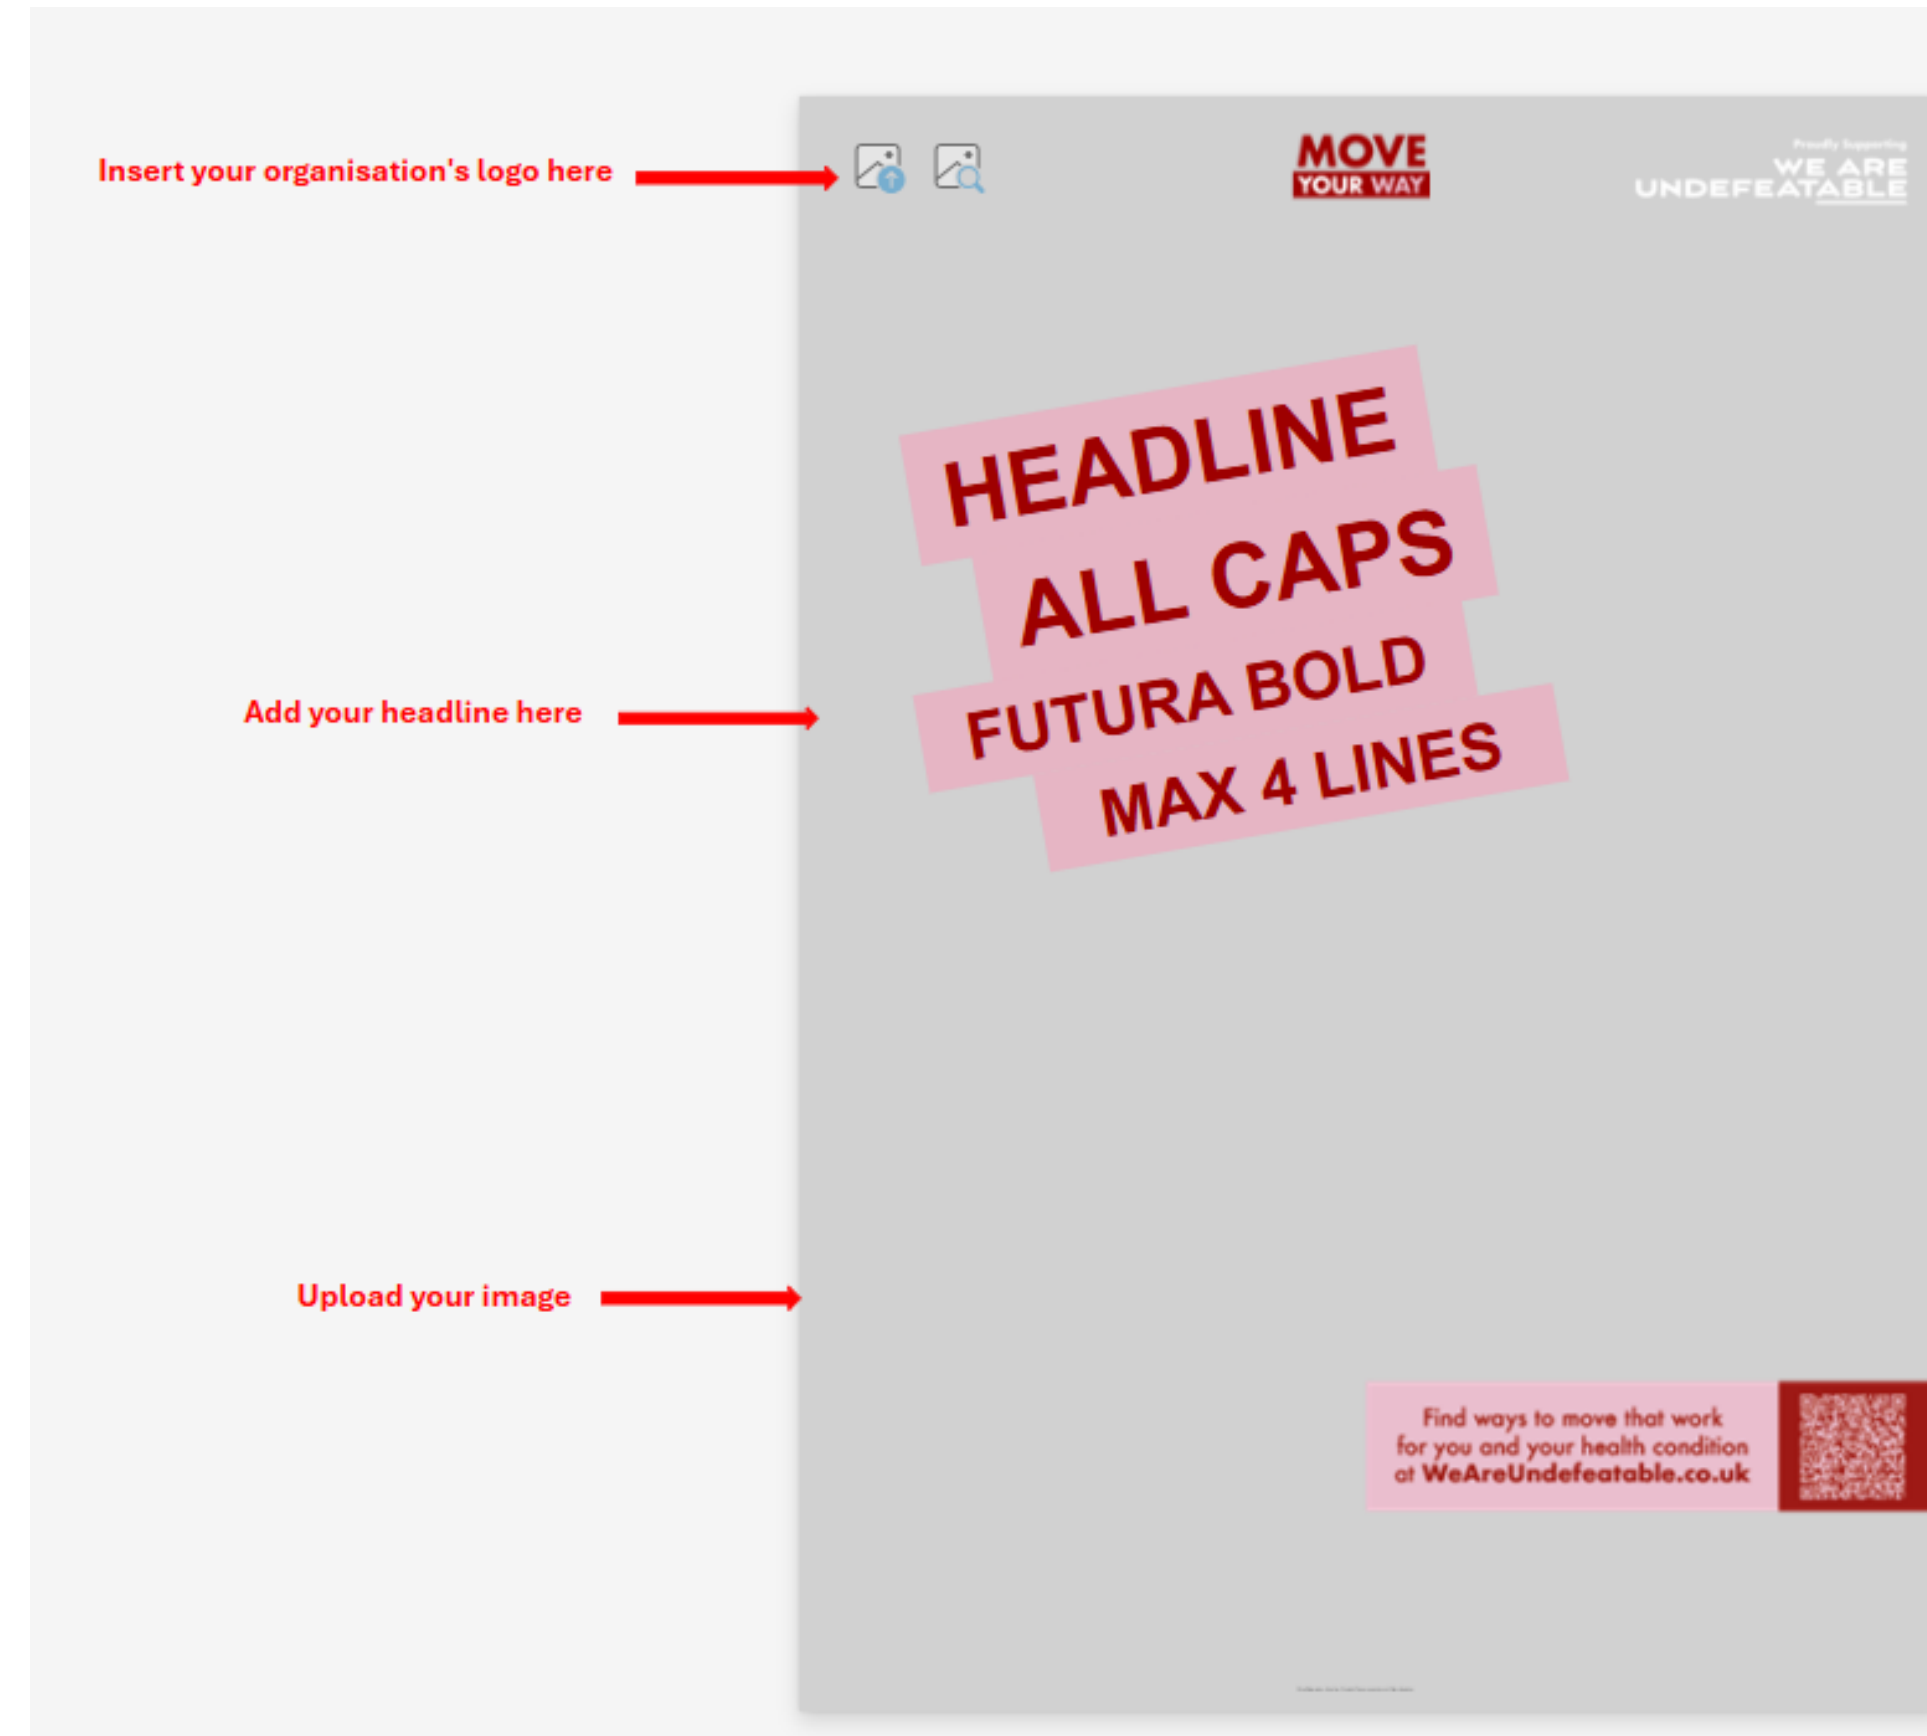 Insert your organisation's logo here
MOVE
YOUR WAY
Proudly Supporting
WE ARE
UNDEFEATABLE
HEADLINE
ALL CAPS
FUTURA BOLD
MAX 4 LINES
Add your headline here
Upload your image
Find ways to move that work
for you and your health condition
at WeAreUndefeatable.co.uk